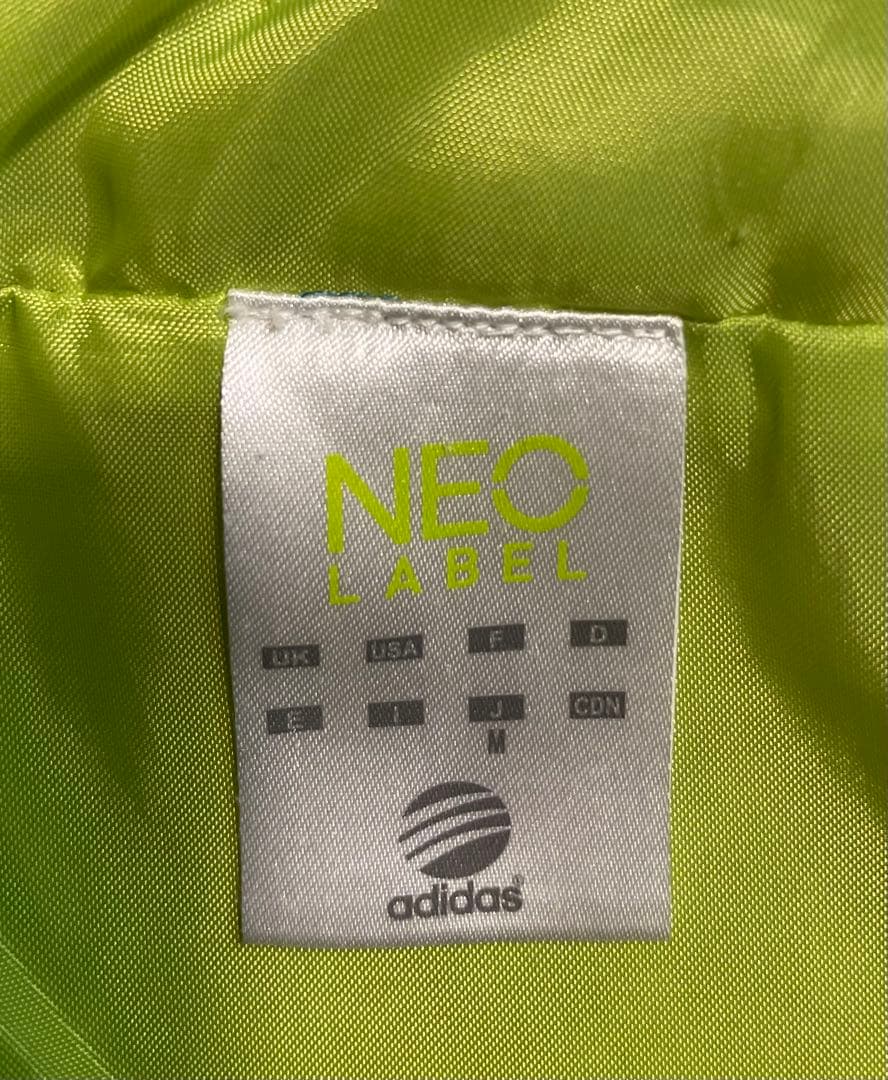 NEO
LABEL
UK USA F D
E I J CDN
M
adidas®